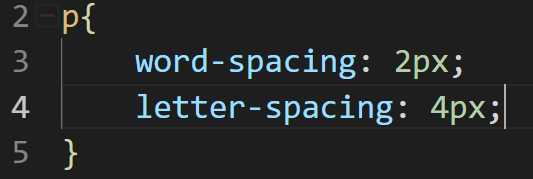 2 p{
3 word-spacing: 2px;
4 letter-spacing: 4px;
5 }